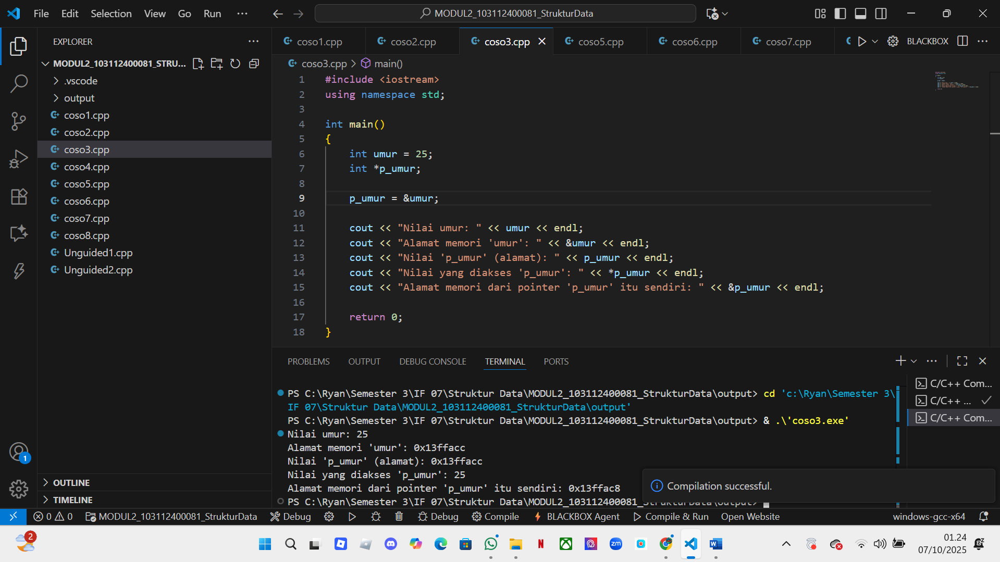 File Edit Selection View Go Run ··· MODUL2_103112400081_StrukturData
EXPLORER
MODUL2_103112400081_STRU...
.vscode
output
coso1.cpp
coso2.cpp
coso3.cpp
coso4.cpp
coso5.cpp
coso6.cpp
coso7.cpp
coso8.cpp
Unguided1.cpp
Unguided2.cpp
OUTLINE
TIMELINE
coso1.cpp coso2.cpp coso3.cpp coso5.cpp coso6.cpp coso7.cpp BLACKBOX
coso3.cpp > main()
1 #include <iostream>
2 using namespace std;
3
4 int main()
5 {
6 int umur = 25;
7 int *p_umur;
8
9 p_umur = &umur;
10
11 cout << "Nilai umur: " << umur << endl;
12 cout << "Alamat memori 'umur': " << &umur << endl;
13 cout << "Nilai 'p_umur' (alamat): " << p_umur << endl;
14 cout << "Nilai yang diakses 'p_umur': " << *p_umur << endl;
15 cout << "Alamat memori dari pointer 'p_umur' itu sendiri: " << &p_umur << endl;
16
17 return 0;
18 }
PROBLEMS OUTPUT DEBUG CONSOLE TERMINAL PORTS
PS C:\Ryan\Semester 3\IF 07\Struktur Data\MODUL2_103112400081_StrukturData\output> cd 'c:\Ryan\Semester 3\
IF 07\Struktur Data\MODUL2_103112400081_StrukturData\output'
PS C:\Ryan\Semester 3\IF 07\Struktur Data\MODUL2_103112400081_StrukturData\output> & .\'coso3.exe'
Nilai umur: 25
Alamat memori 'umur': 0x13ffacc
Nilai 'p_umur' (alamat): 0x13ffacc
Nilai yang diakses 'p_umur': 25
Alamat memori dari pointer 'p_umur' itu sendiri: 0x13ffac8
PS C:\Ryan\Semester 3\IF 07\Struktur Data\MODUL2_103112400081_StrukturData\output>
C/C++ Com...
C/C++ ...
C/C++ Com...
Compilation successful.
1
0 0 MODUL2_103112400081_StrukturData Debug Debug Compile BLACKBOX Agent Compile & Run Open Website windows-gcc-x64
2
zm
01.24
07/10/2025